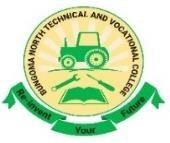 BUNGOMA NORTH TECHNICAL AND VOCATIONAL COLLEGE
Re-invent Your Future